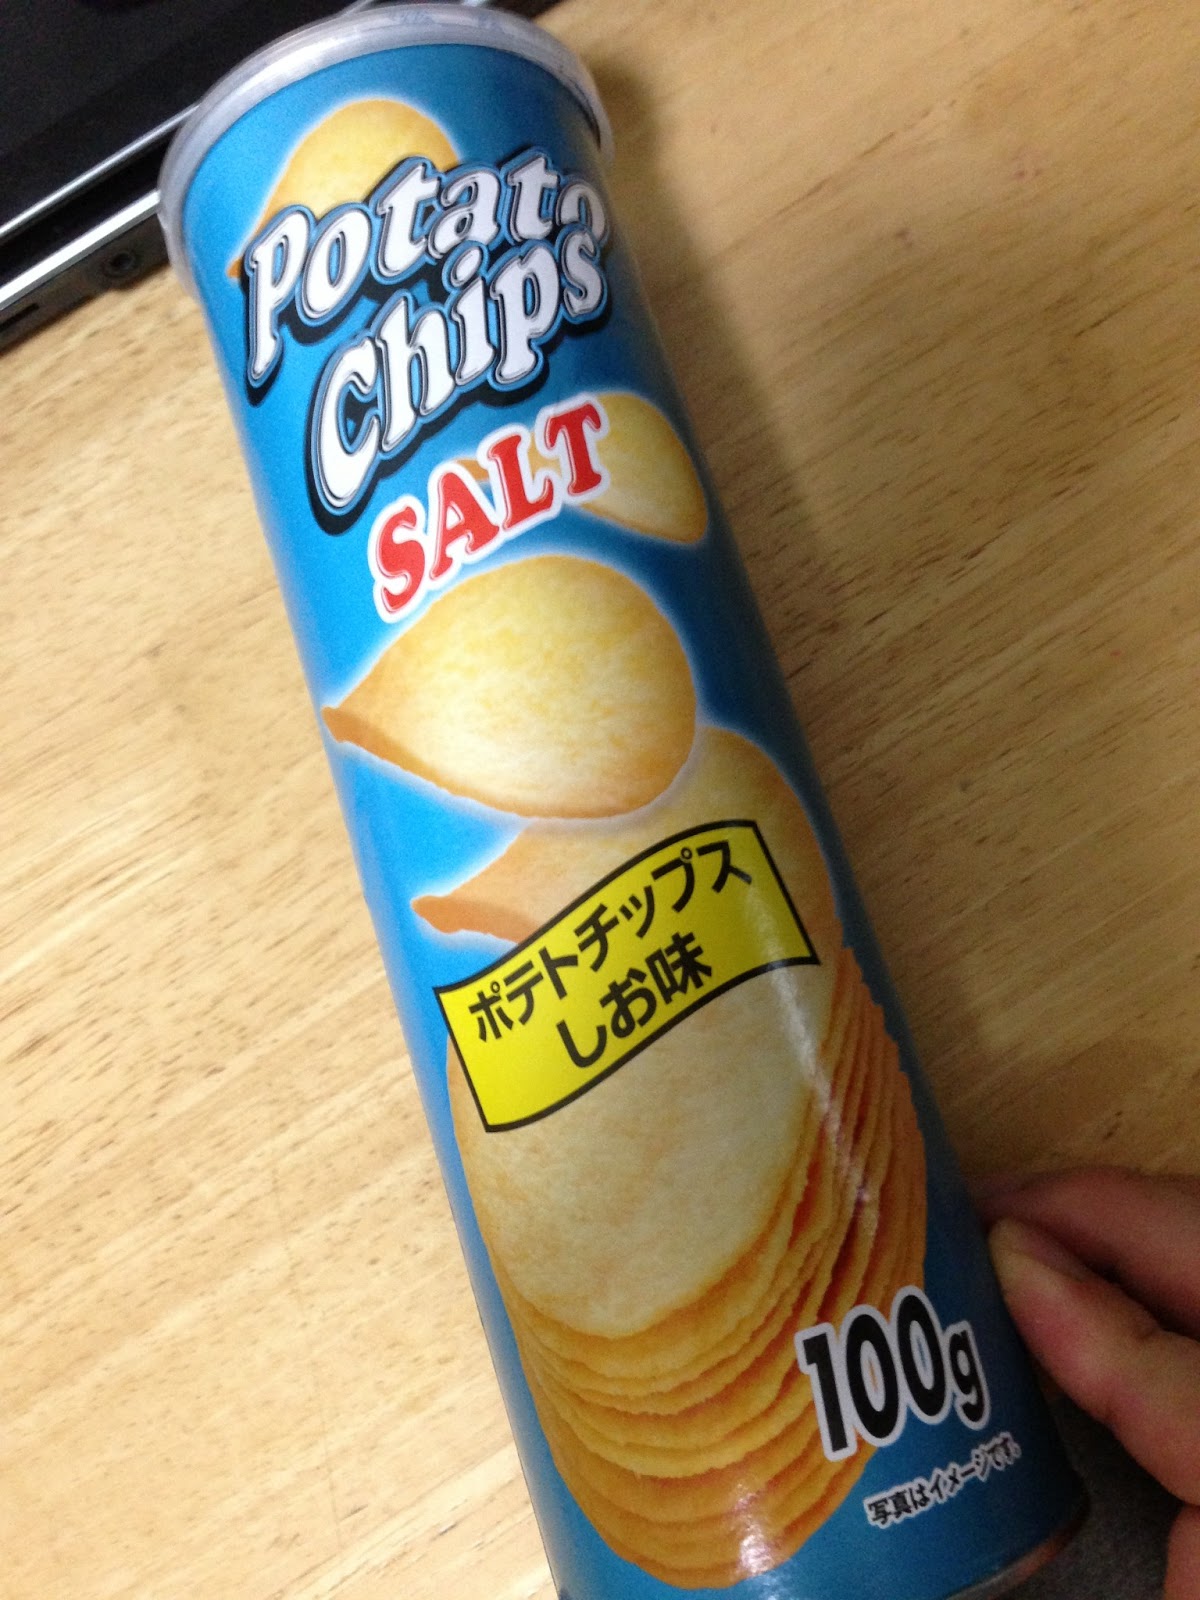 Potato
Chips
SALT
ポテトチップス
しお味
100g
写真はイメージです。